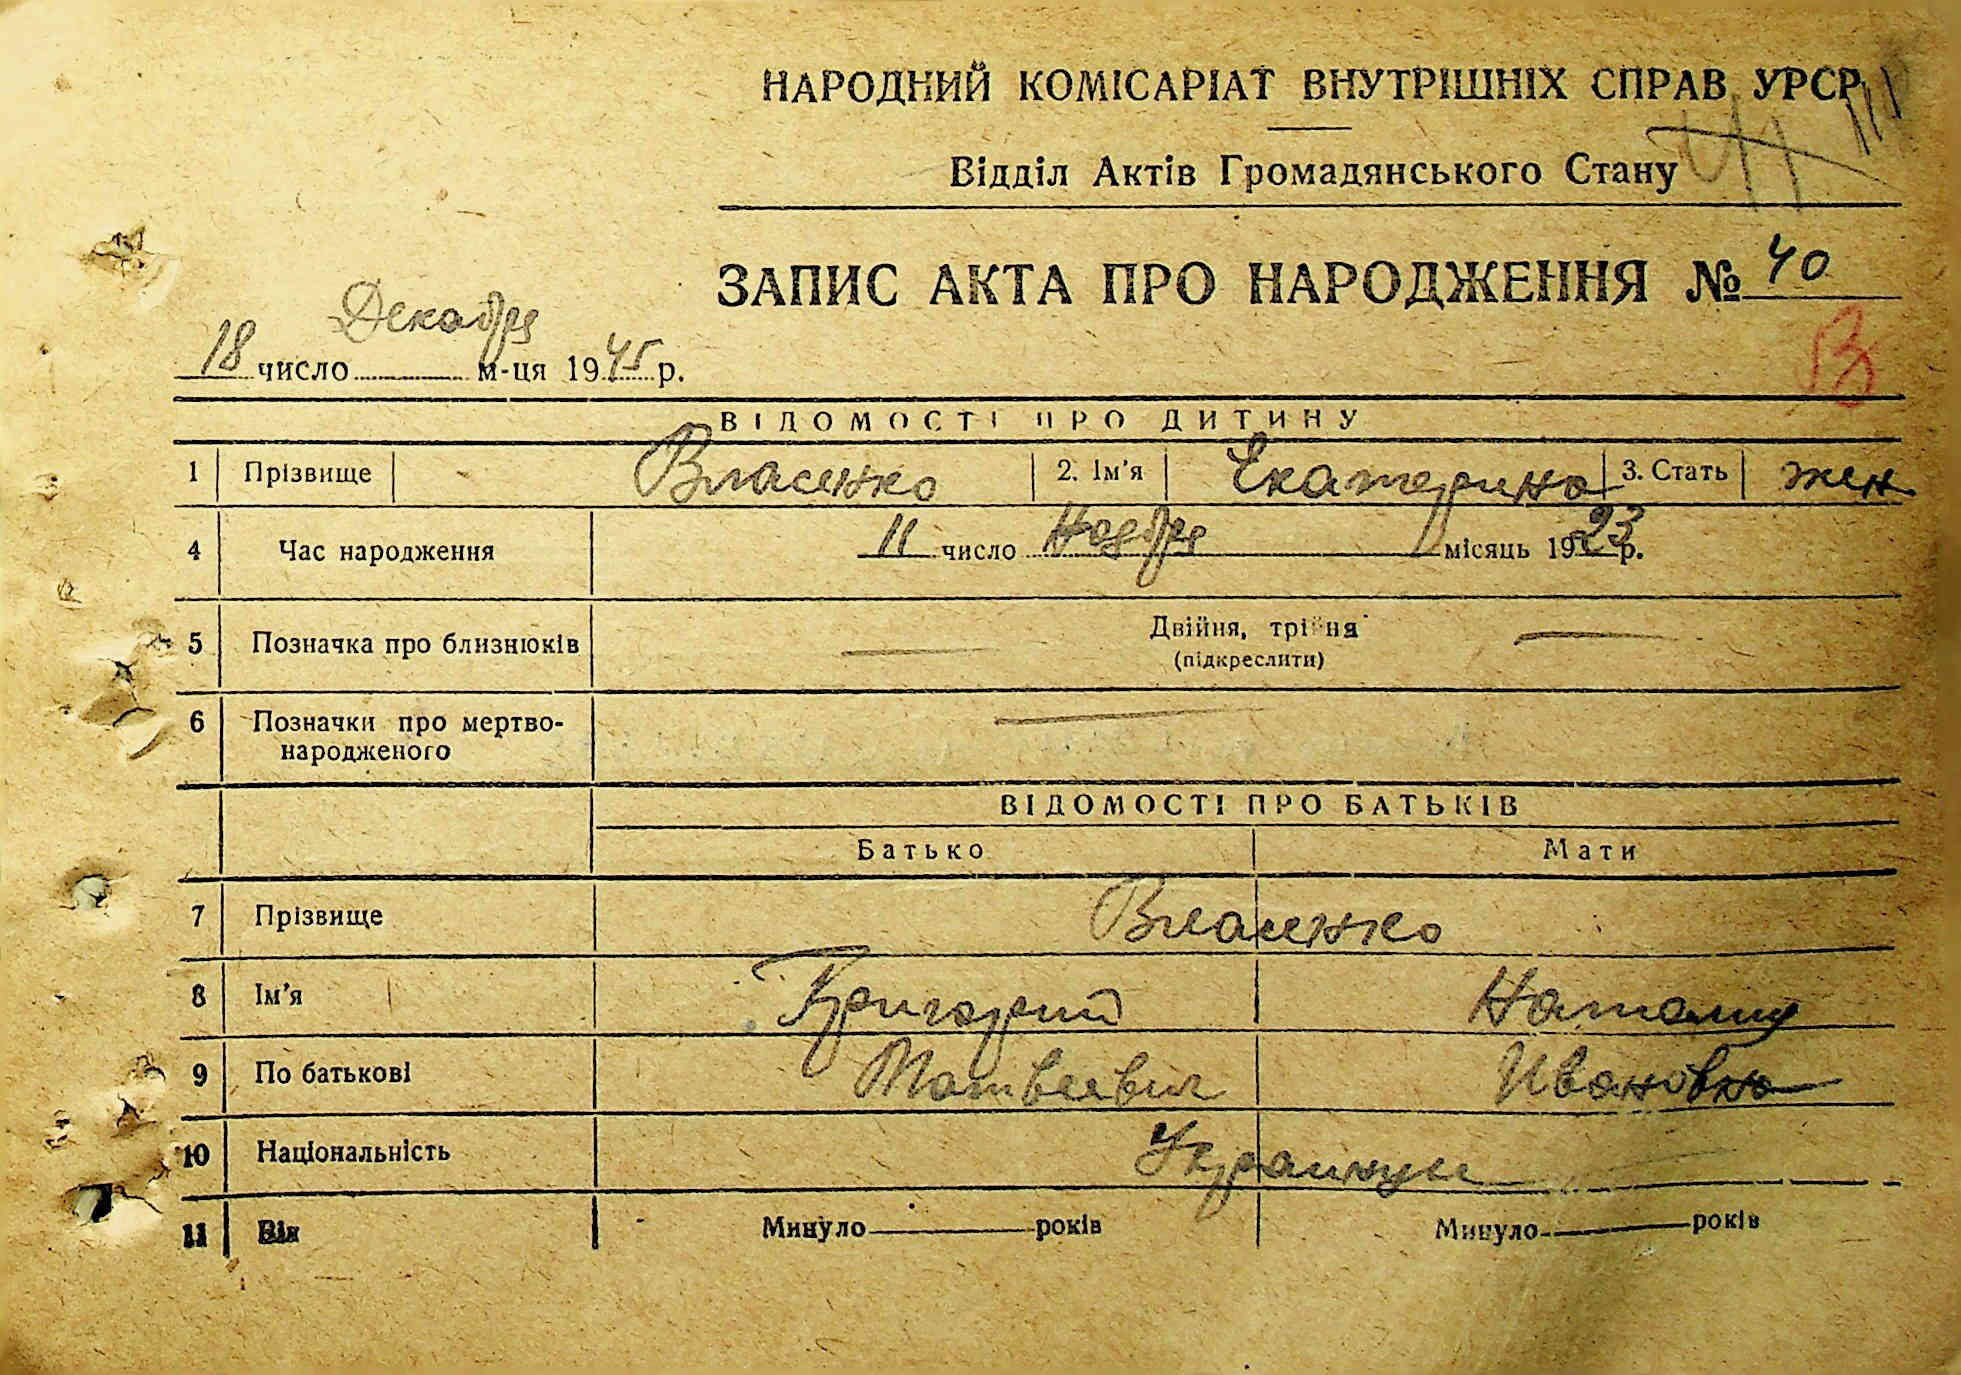 НАРОДНИЙ КОМІСАРІАТ ВНУТРІШНІХ СПРАВ УРСР
Відділ Актів Громадянського Стану
ЗАПИС АКТА ПРО НАРОДЖЕННЯ № 40
Декабря
18 число м-ця 1945 р.
В
ВІДОМОСТІ ПРО ДИТИНУ
1 Прізвище Власенко 2. Ім'я Екатерина 3. Стать жен
4 Час народження 11 число Ноября місяць 1923 р.
5 Позначка про близнюків Двійня, трійня
(підкреслити)
6 Позначки про мертво-
народженого
ВІДОМОСТІ ПРО БАТЬКІВ
Батько Мати
7 Прізвище Власенко
8 Ім'я Григорий Наталия
9 По батькові Матвеевич Ивановна
10 Національність Украинцы
11 Вік Минуло років Минуло років